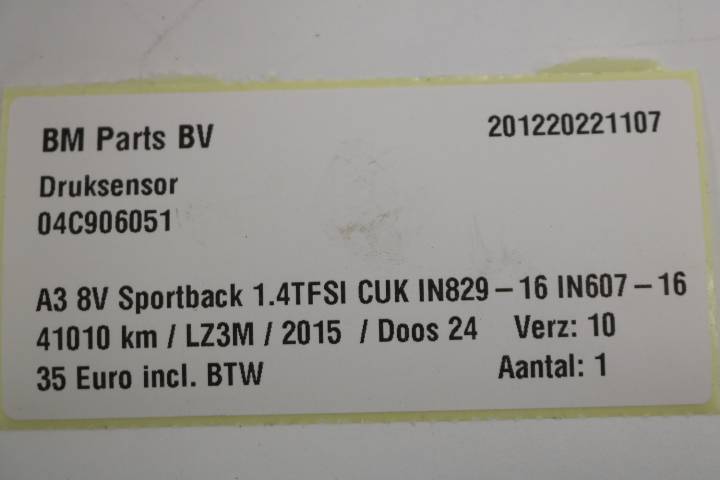 BM Parts BV 201220221107
Druksensor
04C906051
A3 8V Sportback 1.4TFSI CUK IN829 – 16 IN607 – 16
41010 km / LZ3M / 2015 / Doos 24 Verz: 10
35 Euro incl. BTW Aantal: 1